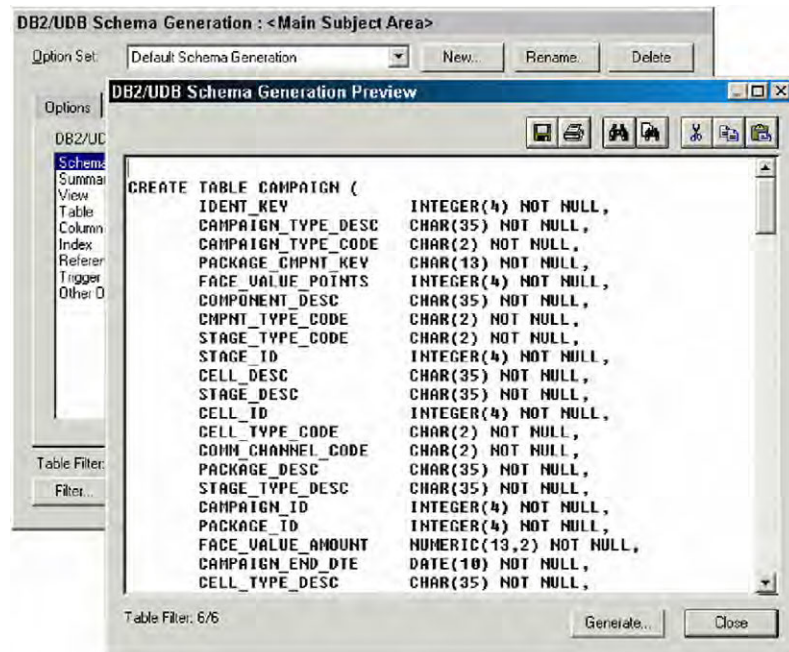 DB2/UDB Schema Generation : <Main Subject Area>
Option Set: Default Schema Generation New... Rename... Delete
Options
DB2/UDB Schema Generation Preview
DB2/UD
Schema
Summar
View
Table
Column
Index
Referer
Trigger
Other O
CREATE TABLE CAMPAIGN (
IDENT_KEY INTEGER(4) NOT NULL,
CAMPAIGN_TYPE_DESC CHAR(35) NOT NULL,
CAMPAIGN_TYPE_CODE CHAR(2) NOT NULL,
PACKAGE_CMPNT_KEY CHAR(13) NOT NULL,
FACE_VALUE_POINTS INTEGER(4) NOT NULL,
COMPONENT_DESC CHAR(35) NOT NULL,
CMPNT_TYPE_CODE CHAR(2) NOT NULL,
STAGE_TYPE_CODE CHAR(2) NOT NULL,
STAGE_ID INTEGER(4) NOT NULL,
CELL_DESC CHAR(35) NOT NULL,
STAGE_DESC CHAR(35) NOT NULL,
CELL_ID INTEGER(4) NOT NULL,
CELL_TYPE_CODE CHAR(2) NOT NULL,
COMM_CHANNEL_CODE CHAR(2) NOT NULL,
PACKAGE_DESC CHAR(35) NOT NULL,
STAGE_TYPE_DESC CHAR(35) NOT NULL,
CAMPAIGN_ID INTEGER(4) NOT NULL,
PACKAGE_ID INTEGER(4) NOT NULL,
FACE_VALUE_AMOUNT NUMERIC(13,2) NOT NULL,
CAMPAIGN_END_DTE DATE(10) NOT NULL,
CELL_TYPE_DESC CHAR(35) NOT NULL,
Table Filter:
Filter...
Table Filter: 6/6
Generate... Close